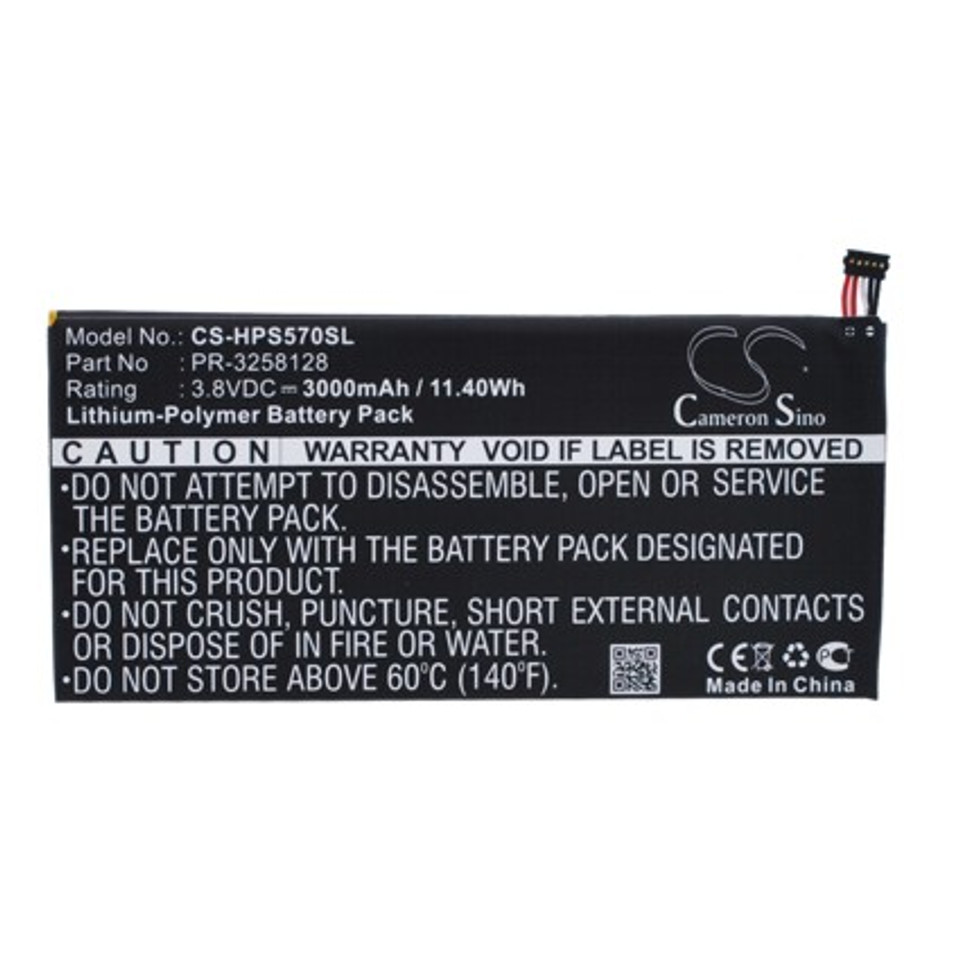 Model No.: CS-HPS570SL
Part No : PR-3258128
Rating : 3.8VDC ⎓ 3000mAh / 11.40Wh
Lithium-Polymer Battery Pack
CS
Cameron Sino
CAUTION WARRANTY VOID IF LABEL IS REMOVED
•DO NOT ATTEMPT TO DISASSEMBLE, OPEN OR SERVICE
THE BATTERY PACK.
•REPLACE ONLY WITH THE BATTERY PACK DESIGNATED
FOR THIS PRODUCT.
•DO NOT CRUSH, PUNCTURE, SHORT EXTERNAL CONTACTS
OR DISPOSE OF IN FIRE OR WATER.
•DO NOT STORE ABOVE 60°C (140°F).
CE PCT
Made In China